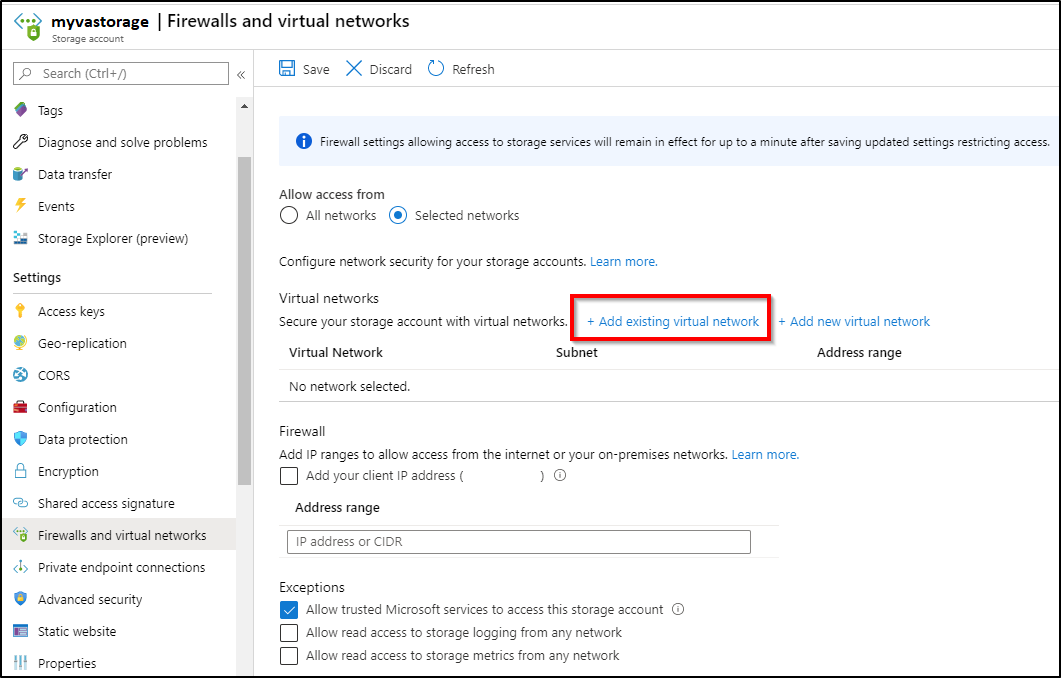 myvastorage | Firewalls and virtual networks
Storage account
Search (Ctrl+/)
«
Save
Discard
Refresh
Tags
Diagnose and solve problems
Data transfer
Events
Storage Explorer (preview)
Settings
Access keys
Geo-replication
CORS
Configuration
Data protection
Encryption
Shared access signature
Firewalls and virtual networks
Private endpoint connections
Advanced security
Static website
Properties
Firewall settings allowing access to storage services will remain in effect for up to a minute after saving updated settings restricting access.
Allow access from
All networks
Selected networks
Configure network security for your storage accounts. Learn more.
Virtual networks
Secure your storage account with virtual networks. + Add existing virtual network + Add new virtual network
Virtual Network Subnet Address range
No network selected.
Firewall
Add IP ranges to allow access from the internet or your on-premises networks. Learn more.
Add your client IP address ( )
Address range
IP address or CIDR
Exceptions
Allow trusted Microsoft services to access this storage account
Allow read access to storage logging from any network
Allow read access to storage metrics from any network